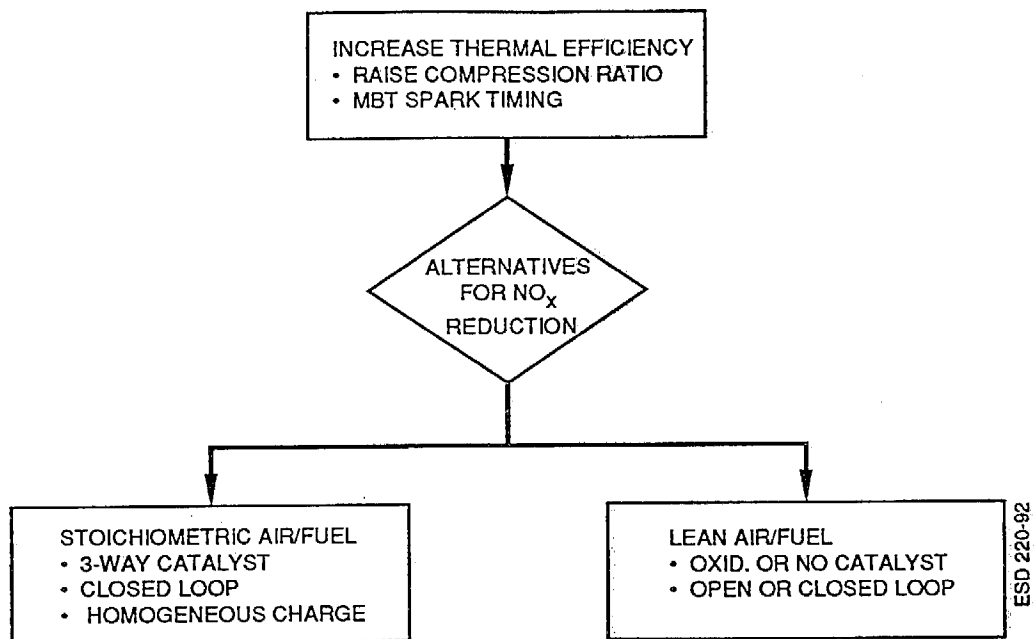 INCREASE THERMAL EFFICIENCY
• RAISE COMPRESSION RATIO
• MBT SPARK TIMING
ALTERNATIVES
FOR NOX
REDUCTION
STOICHIOMETRIC AIR/FUEL
• 3-WAY CATALYST
• CLOSED LOOP
• HOMOGENEOUS CHARGE
LEAN AIR/FUEL
• OXID. OR NO CATALYST
• OPEN OR CLOSED LOOP
ESD 220-92